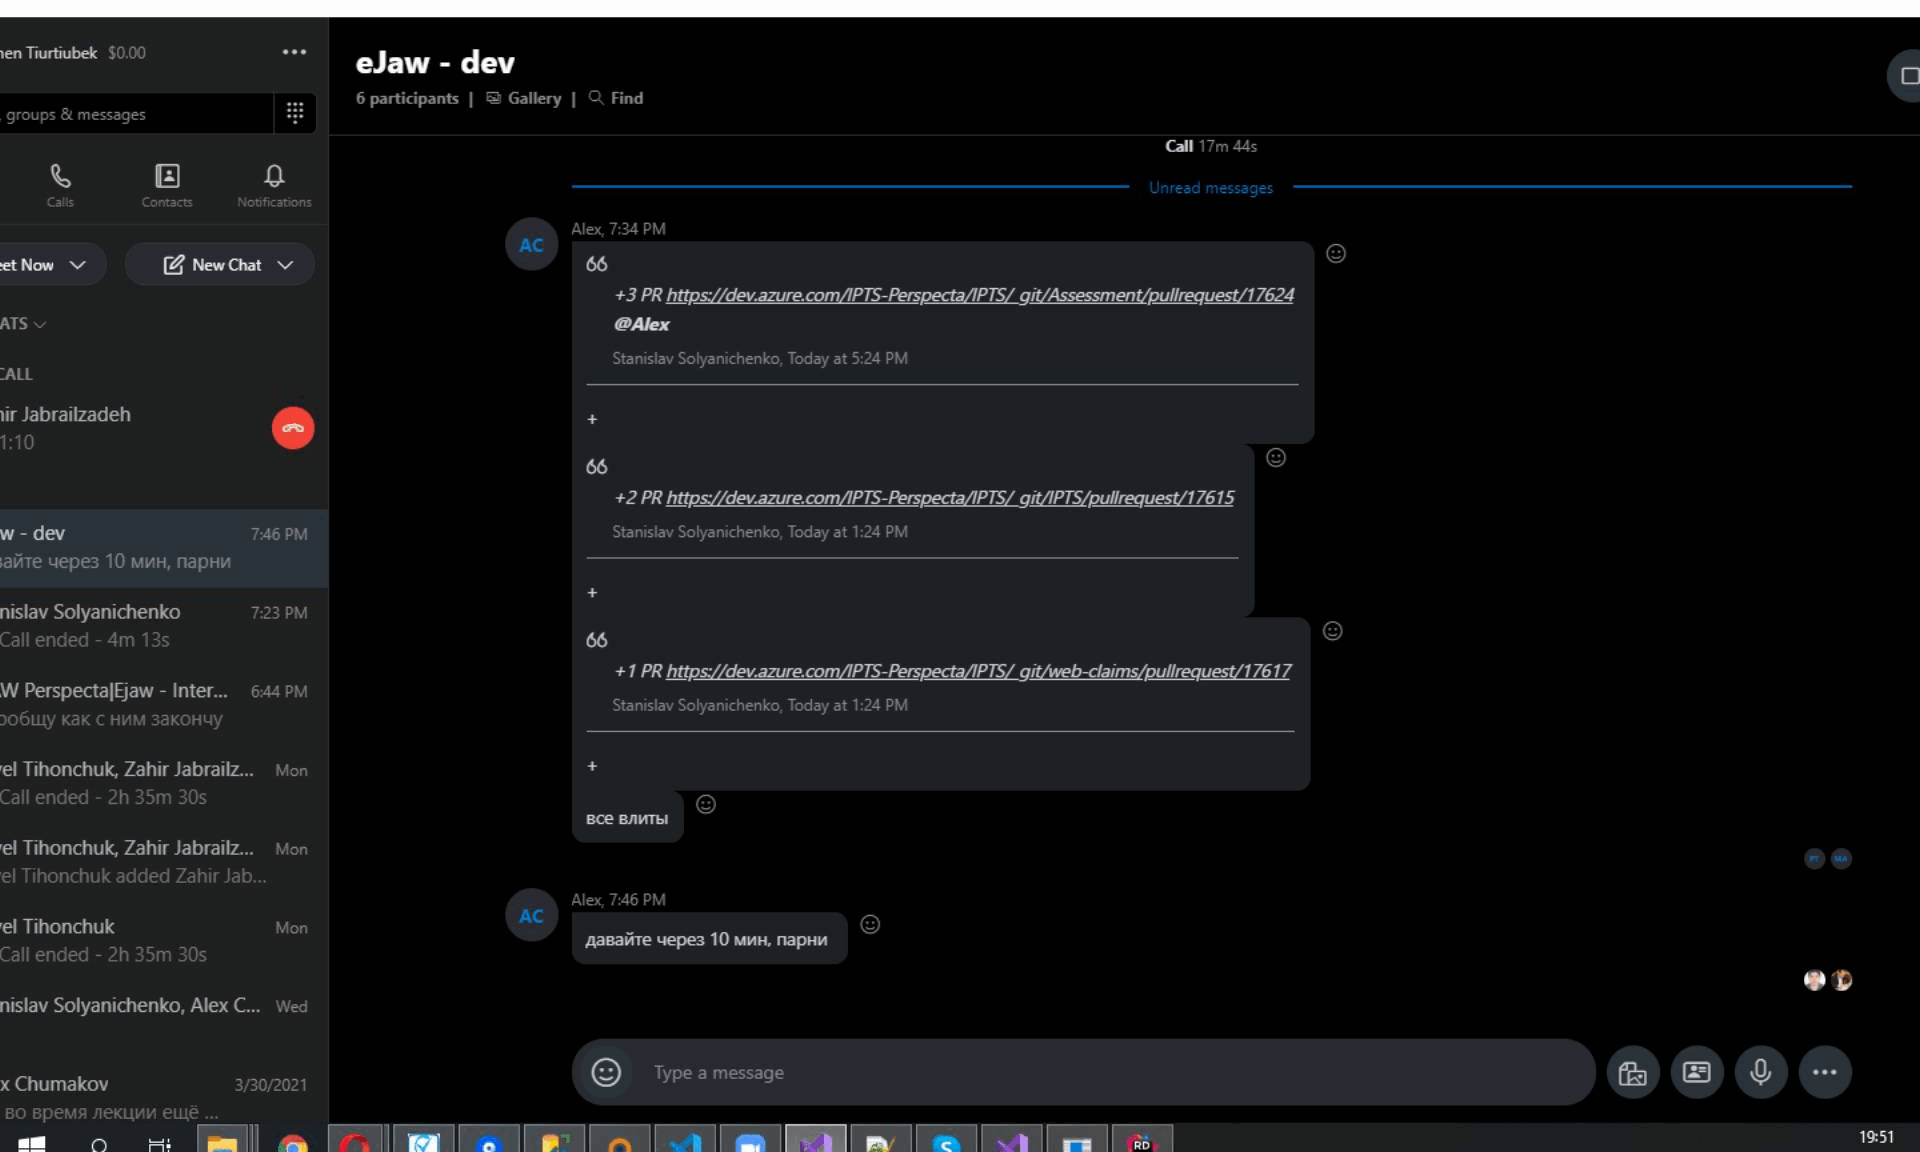 nen Tiurtiubek $0.00
groups & messages
Calls
Contacts
Notifications
eet Now
New Chat
ATS
CALL
nir Jabrailzadeh
1:10
w - dev 7:46 PM
вайте через 10 мин, парни
nislav Solyanichenko 7:23 PM
Call ended - 4m 13s
W Perspecta|Ejaw - Inter... 6:44 PM
ообщу как с ним закончу
vel Tihonchuk, Zahir Jabrailz... Mon
Call ended - 2h 35m 30s
vel Tihonchuk, Zahir Jabrailz... Mon
vel Tihonchuk added Zahir Jab...
vel Tihonchuk Mon
Call ended - 2h 35m 30s
nislav Solyanichenko, Alex C... Wed
x Chumakov 3/30/2021
во время лекции ещё ...
eJaw - dev
6 participants | Gallery | Find
Call 17m 44s
Unread messages
AC
Alex, 7:34 PM
+3 PR https://dev.azure.com/IPTS-Perspecta/IPTS/_git/Assessment/pullrequest/17624
@Alex
Stanislav Solyanichenko, Today at 5:24 PM
+
+2 PR https://dev.azure.com/IPTS-Perspecta/IPTS/_git/IPTS/pullrequest/17615
Stanislav Solyanichenko, Today at 1:24 PM
+
+1 PR https://dev.azure.com/IPTS-Perspecta/IPTS/_git/web-claims/pullrequest/17617
Stanislav Solyanichenko, Today at 1:24 PM
+
все влиты
PT MA
AC
Alex, 7:46 PM
давайте через 10 мин, парни
Type a message
RD
19:51